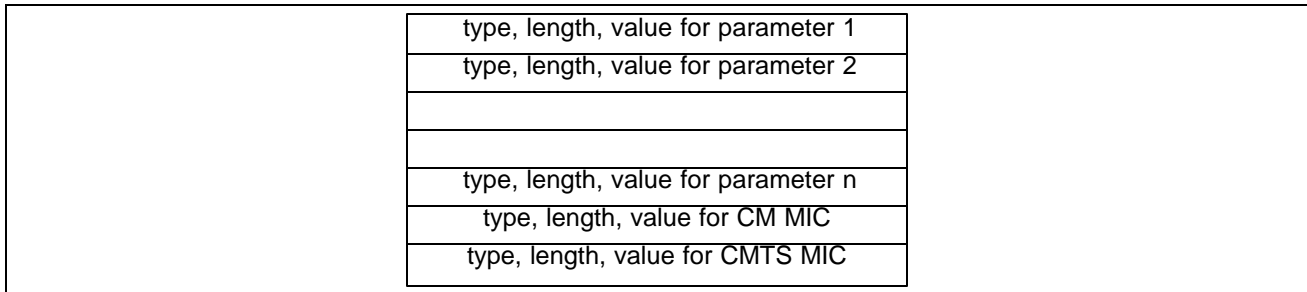 type, length, value for parameter 1
type, length, value for parameter 2
type, length, value for parameter n
type, length, value for CM MIC
type, length, value for CMTS MIC